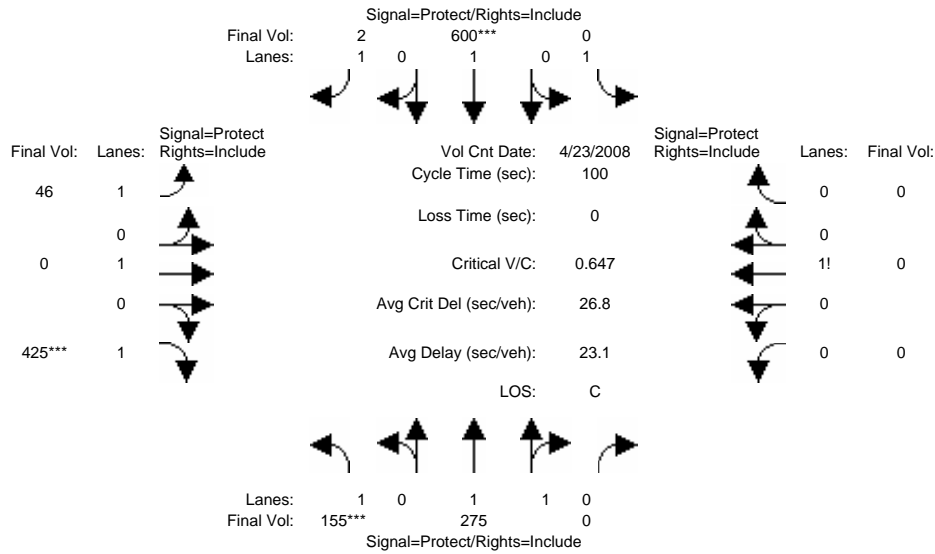 Signal=Protect/Rights=Include
Final Vol: 2 600*** 0
Lanes: 1 0 1 0 1
Signal=Protect Signal=Protect
Final Vol: Lanes: Rights=Include Vol Cnt Date: 4/23/2008 Rights=Include Lanes: Final Vol:
Cycle Time (sec): 100
46 1 0 0
Loss Time (sec): 0
0 0
0 1 Critical V/C: 0.647 1! 0
0 Avg Crit Del (sec/veh): 26.8 0
425*** 1 Avg Delay (sec/veh): 23.1 0 0
LOS: C
Lanes: 1 0 1 1 0
Final Vol: 155*** 275 0
Signal=Protect/Rights=Include